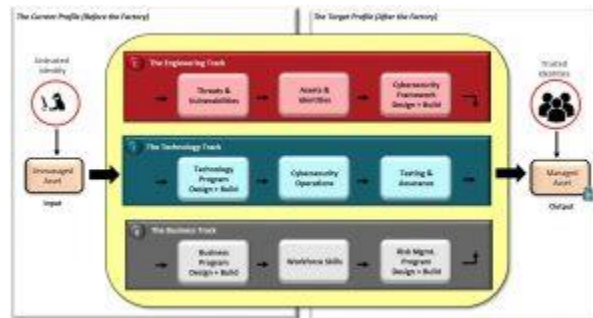 The Current Profile (Before the Factory)
The Target Profile (After the Factory)
Untrusted
Identity
Unmanaged
Asset
Input
The Engineering Track
Threats &
Vulnerabilities
Assets &
Identities
Cybersecurity
Framework
Design + Build
The Technology Track
Technology
Program
Design + Build
Cybersecurity
Operations
Testing &
Assurance
The Business Track
Business
Program
Design + Build
Workforce Skills
Risk Mgmt.
Program
Design + Build
Trusted
Identities
Managed
Asset
Output